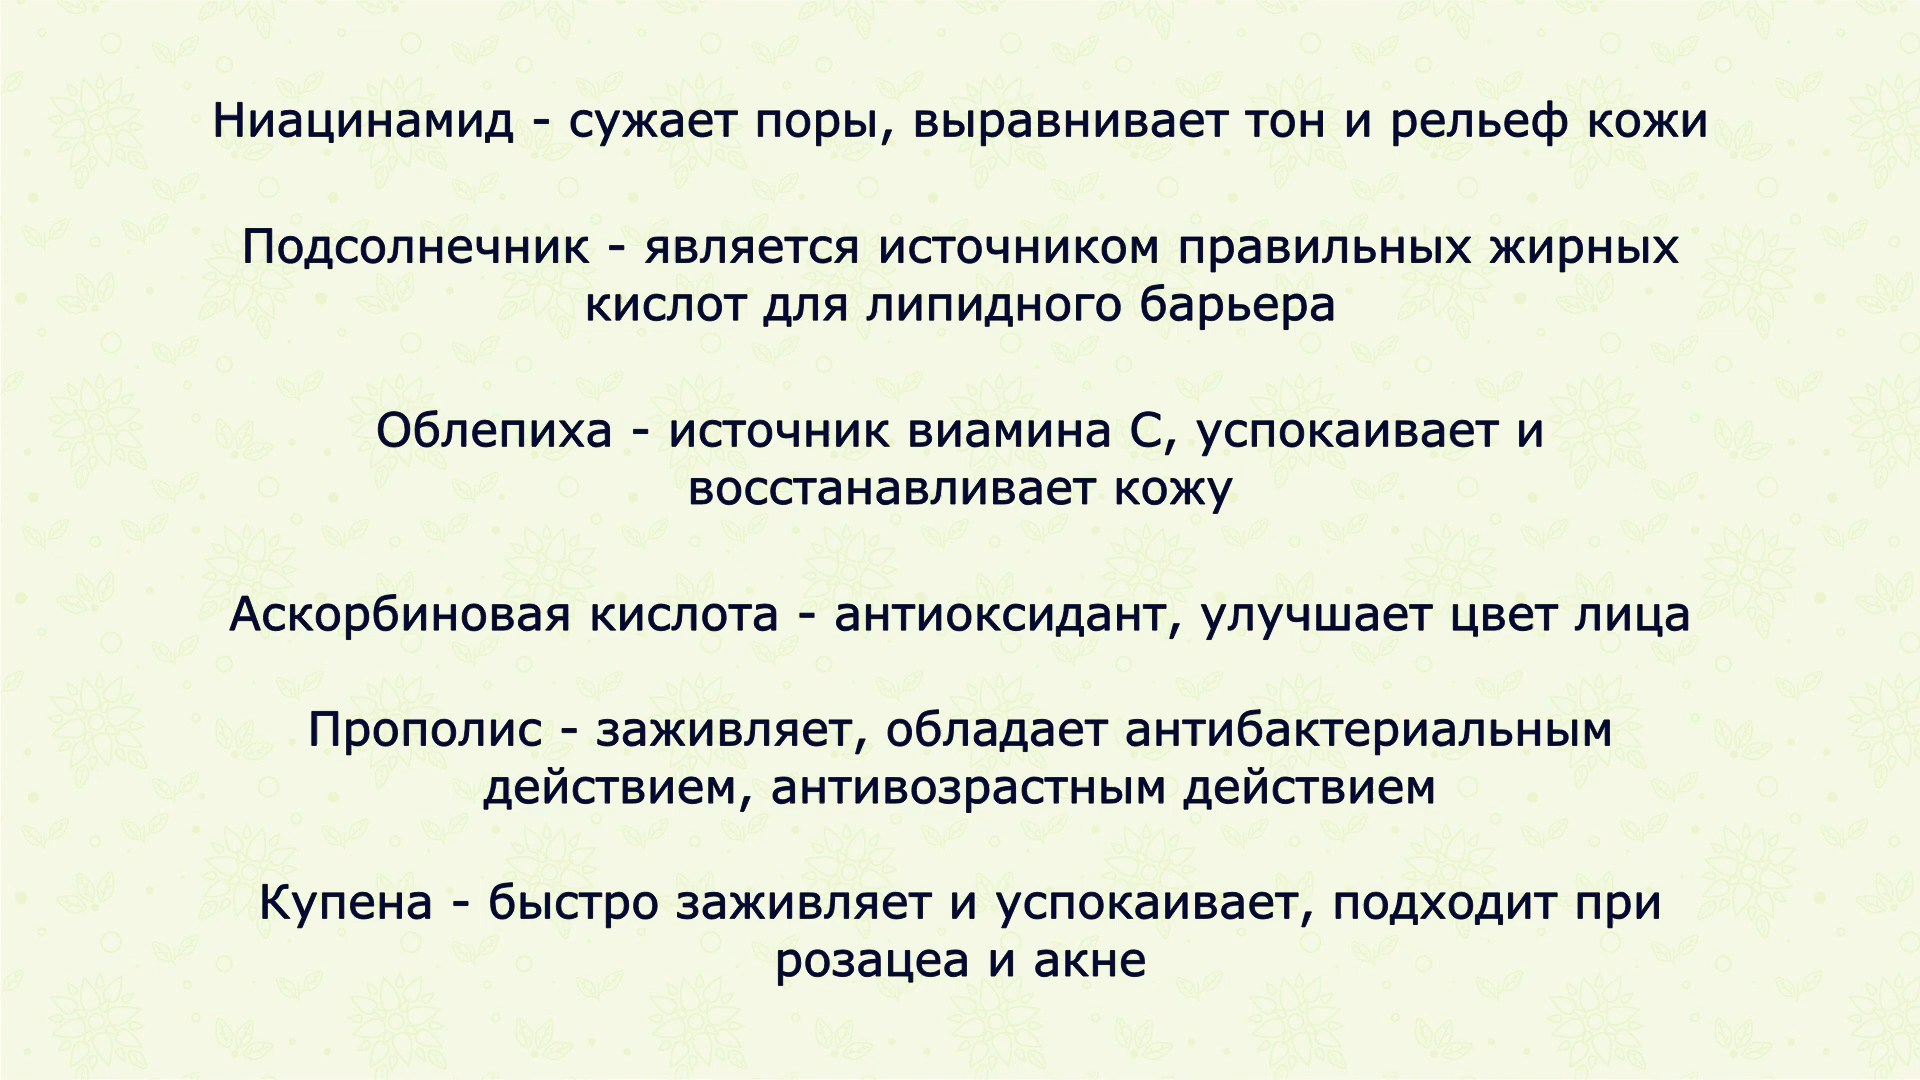 Ниацинамид - сужает поры, выравнивает тон и рельеф кожи
Подсолнечник - является источником правильных жирных
кислот для липидного барьера
Облепиха - источник виамина С, успокаивает и
восстанавливает кожу
Аскорбиновая кислота - антиоксидант, улучшает цвет лица
Прополис - заживляет, обладает антибактериальным
действием, антивозрастным действием
Купена - быстро заживляет и успокаивает, подходит при
розацеа и акне